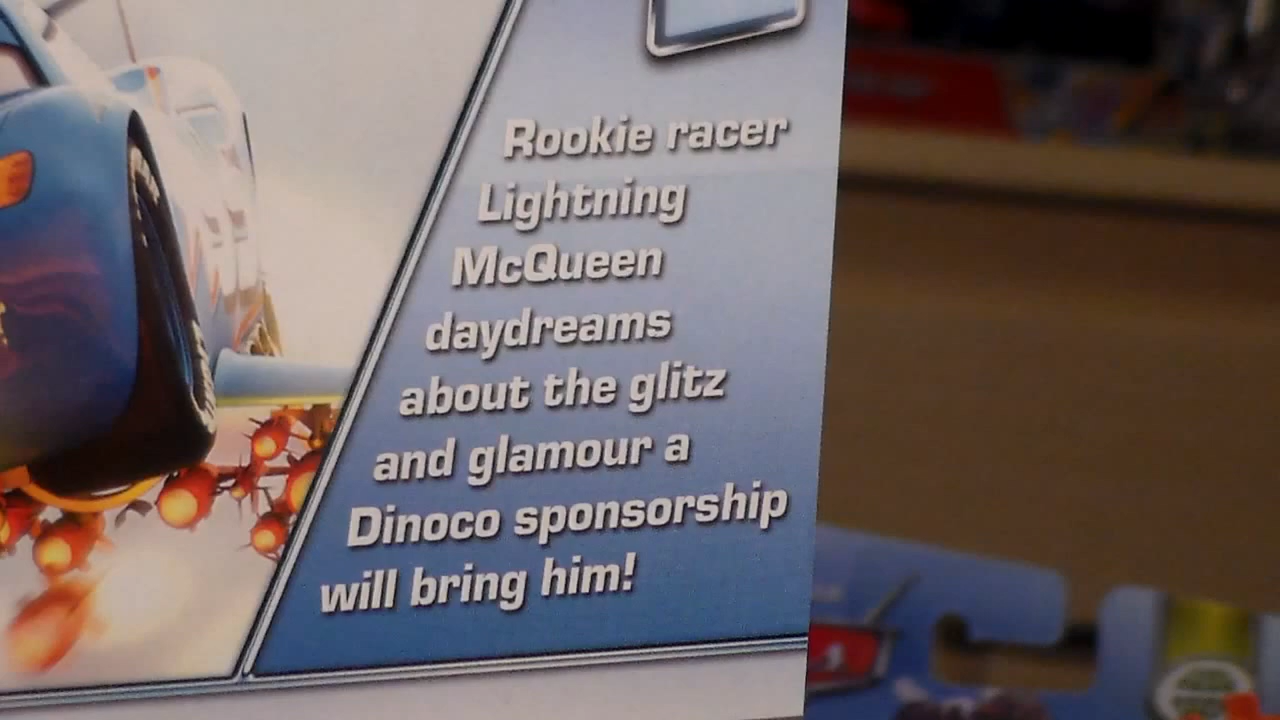 Rookie racer
Lightning
McQueen
daydreams
about the glitz
and glamour a
Dinoco sponsorship
will bring him!